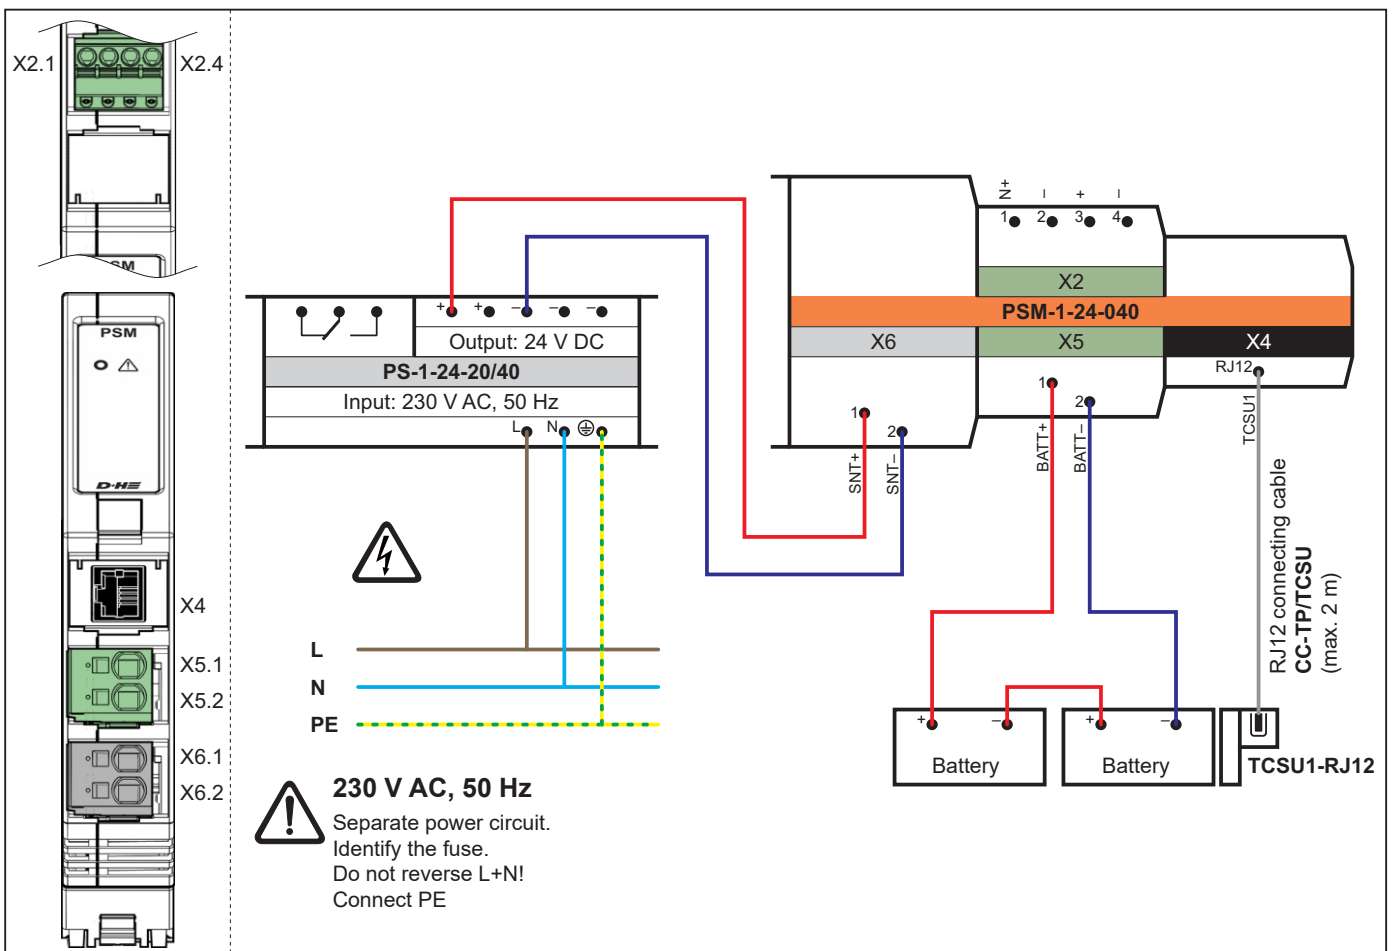 X2.1
X2.4
SM
PSM
D+H
X4
X5.1
X5.2
X6.1
X6.2
+ + – – –
Output: 24 V DC
PS-1-24-20/40
Input: 230 V AC, 50 Hz
L N
L
N
PE
230 V AC, 50 Hz
Separate power circuit.
Identify the fuse.
Do not reverse L+N!
Connect PE
N+ – + –
1 2 3 4
X2
PSM-1-24-040
X6 X5 X4
RJ12
1
2
1
2
SNT+
SNT–
BATT+
BATT–
TCSU1
RJ12 connecting cable
CC-TP/TCSU
(max. 2 m)
+ –
Battery
+ –
Battery
TCSU1-RJ12